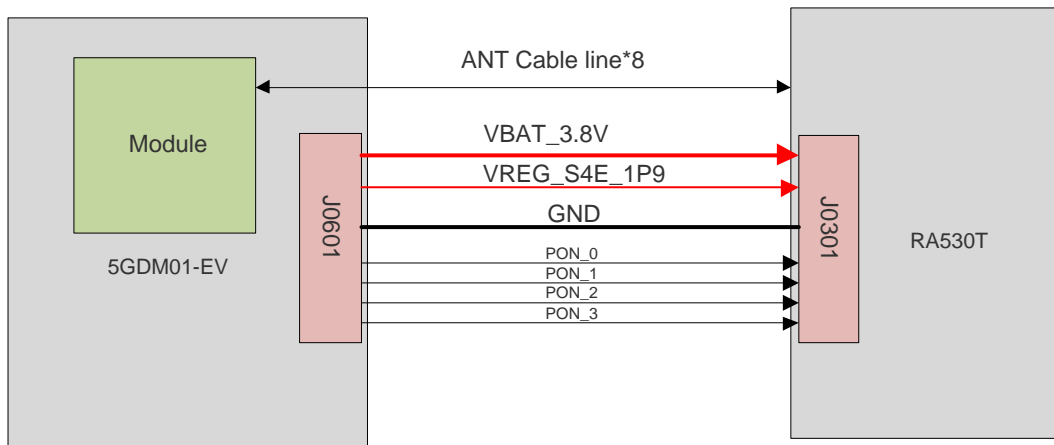 ANT Cable line*8
Module
VBAT_3.8V
VREG_S4E_1P9
GND
J0601
J0301
5GDM01-EV
RA530T
PON_0
PON_1
PON_2
PON_3